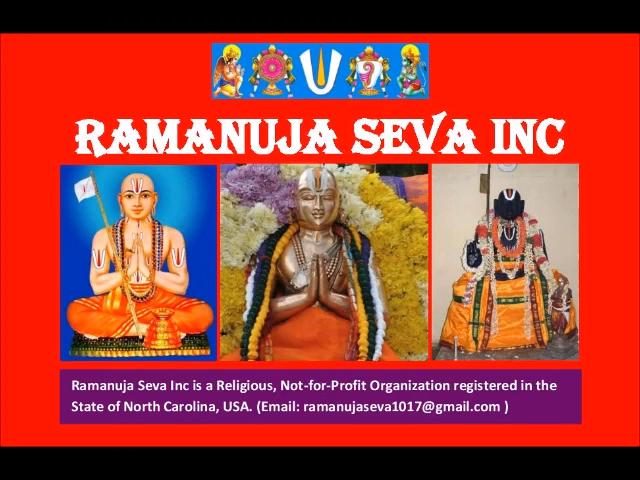 RAMANUJA SEVA INC
Ramanuja Seva Inc is a Religious, Not-for-Profit Organization registered in the
State of North Carolina, USA. (Email: ramanujaseva1017@gmail.com )